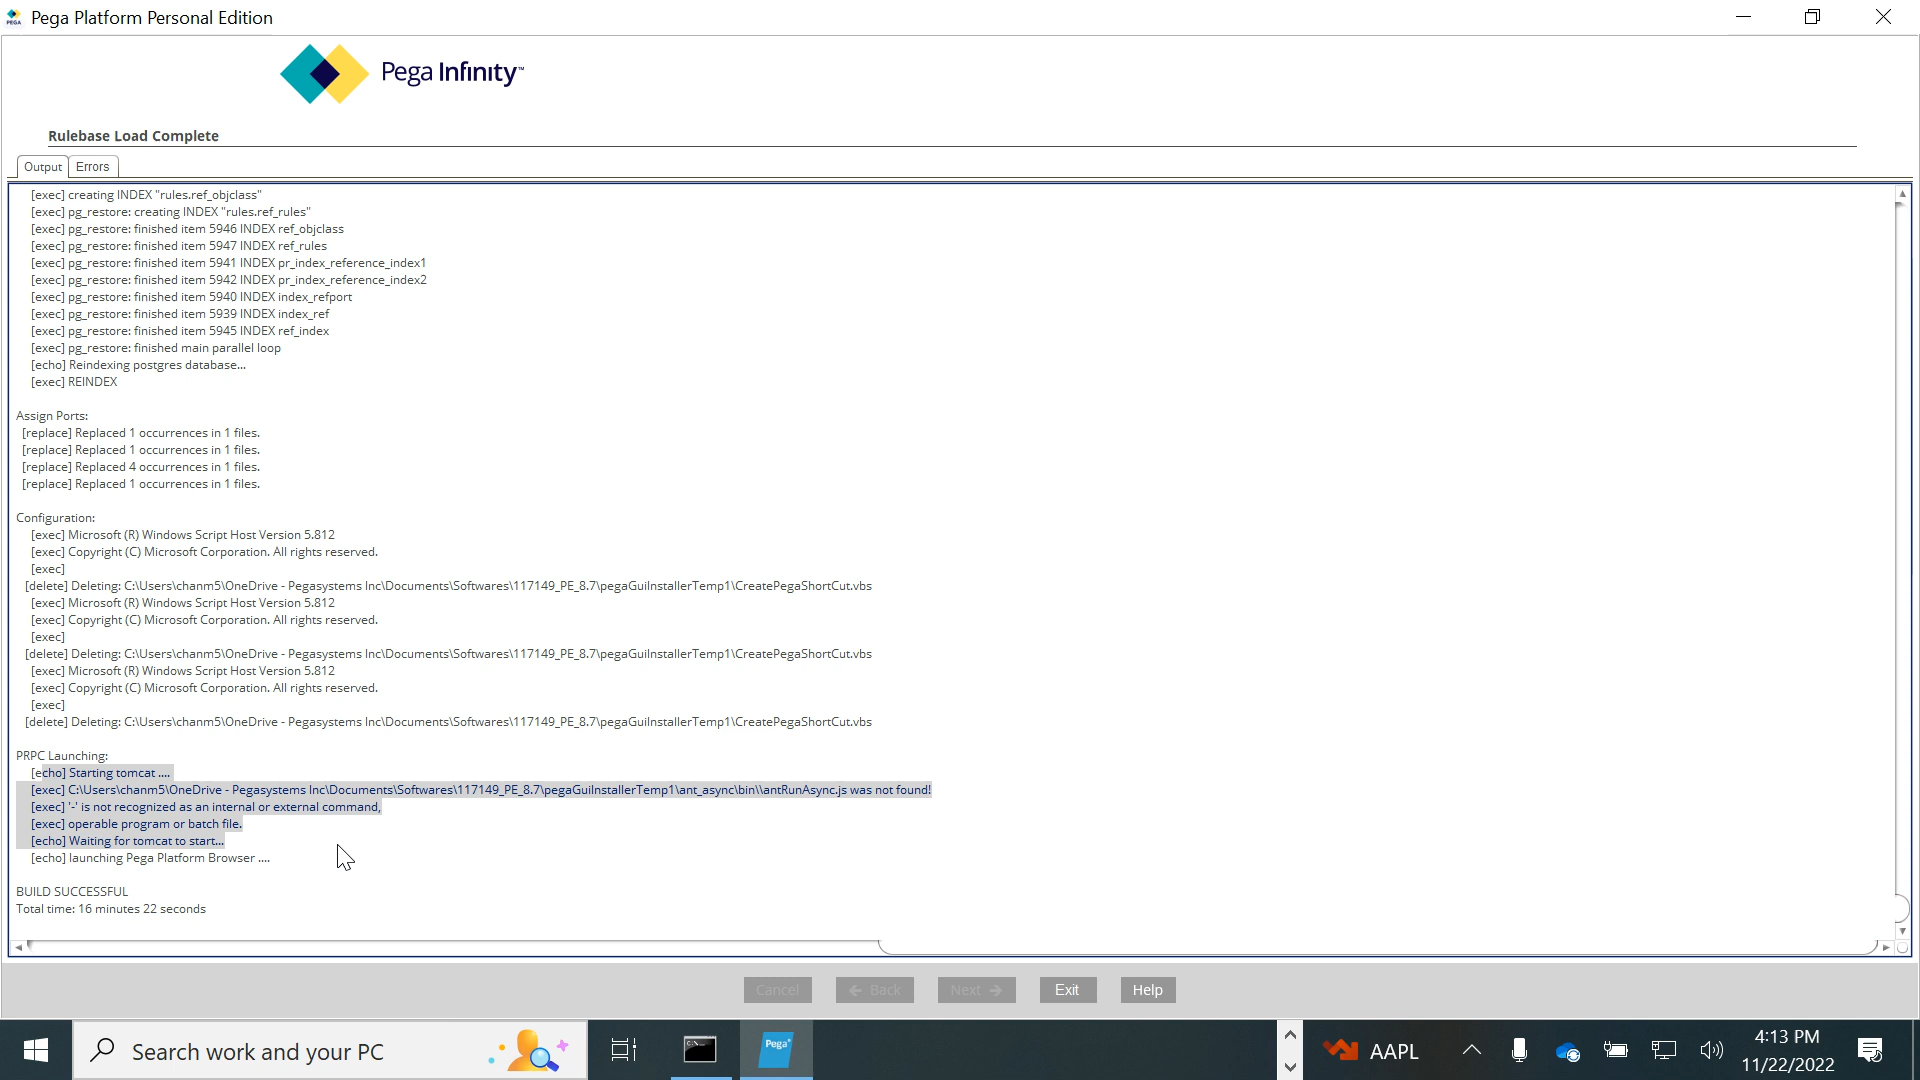 Pega Platform Personal Edition
PEGA
Pega Infinity™
Rulebase Load Complete
Output Errors
[exec] creating INDEX "rules.ref_objclass"
[exec] pg_restore: creating INDEX "rules.ref_rules"
[exec] pg_restore: finished item 5946 INDEX ref_objclass
[exec] pg_restore: finished item 5947 INDEX ref_rules
[exec] pg_restore: finished item 5941 INDEX pr_index_reference_index1
[exec] pg_restore: finished item 5942 INDEX pr_index_reference_index2
[exec] pg_restore: finished item 5940 INDEX index_refport
[exec] pg_restore: finished item 5939 INDEX index_ref
[exec] pg_restore: finished item 5945 INDEX ref_index
[exec] pg_restore: finished main parallel loop
[echo] Reindexing postgres database...
[exec] REINDEX
Assign Ports:
[replace] Replaced 1 occurrences in 1 files.
[replace] Replaced 1 occurrences in 1 files.
[replace] Replaced 4 occurrences in 1 files.
[replace] Replaced 1 occurrences in 1 files.
Configuration:
[exec] Microsoft (R) Windows Script Host Version 5.812
[exec] Copyright (C) Microsoft Corporation. All rights reserved.
[exec]
[delete] Deleting: C:\Users\chanm5\OneDrive - Pegasystems Inc\Documents\Softwares\117149_PE_8.7\pegaGuiInstallerTemp1\CreatePegaShortCut.vbs
[exec] Microsoft (R) Windows Script Host Version 5.812
[exec] Copyright (C) Microsoft Corporation. All rights reserved.
[exec]
[delete] Deleting: C:\Users\chanm5\OneDrive - Pegasystems Inc\Documents\Softwares\117149_PE_8.7\pegaGuiInstallerTemp1\CreatePegaShortCut.vbs
[exec] Microsoft (R) Windows Script Host Version 5.812
[exec] Copyright (C) Microsoft Corporation. All rights reserved.
[exec]
[delete] Deleting: C:\Users\chanm5\OneDrive - Pegasystems Inc\Documents\Softwares\117149_PE_8.7\pegaGuiInstallerTemp1\CreatePegaShortCut.vbs
PRPC Launching:
[echo] Starting tomcat ....
[exec] C:\Users\chanm5\OneDrive - Pegasystems Inc\Documents\Softwares\117149_PE_8.7\pegaGuiInstallerTemp1\ant_async\bin\\antRunAsync.js was not found!
[exec] '-' is not recognized as an internal or external command,
[exec] operable program or batch file.
[echo] Waiting for tomcat to start...
[echo] launching Pega Platform Browser ....
BUILD SUCCESSFUL
Total time: 16 minutes 22 seconds
Cancel Back Next Exit Help
Search work and your PC
C:\_
Pega
AAPL
4:13 PM
11/22/2022